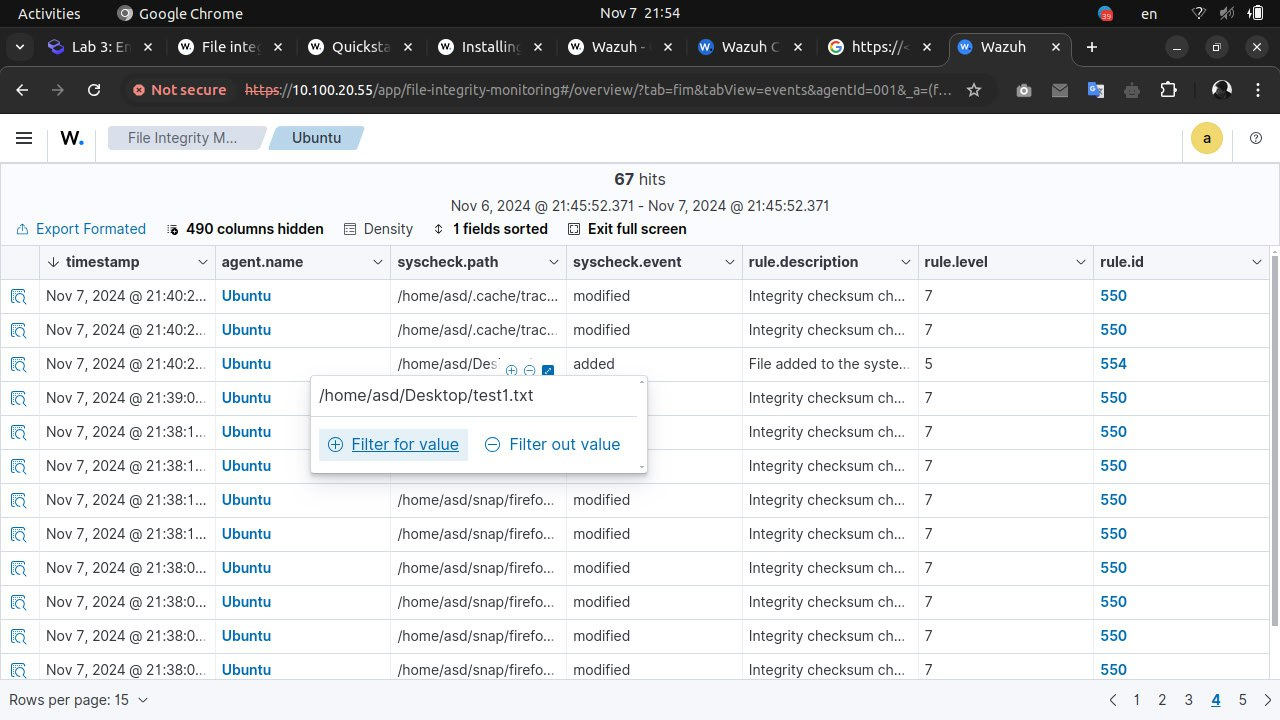 Activities Google Chrome Nov 7 21:54 39 en
Lab 3: En File inte Quicksta Installing Wazuh - Wazuh C https://< Wazuh
Not secure https://10.100.20.55/app/file-integrity-monitoring#/overview/?tab=fim&tabView=events&agentId=001&_a=(f...
W. File Integrity M... Ubuntu a
67 hits
Nov 6, 2024 @ 21:45:52.371 - Nov 7, 2024 @ 21:45:52.371
Export Formated 490 columns hidden Density 1 fields sorted Exit full screen
timestamp agent.name syscheck.path syscheck.event rule.description rule.level rule.id
Nov 7, 2024 @ 21:40:2... Ubuntu /home/asd/.cache/trac... modified Integrity checksum ch... 7 550
Nov 7, 2024 @ 21:40:2... Ubuntu /home/asd/.cache/trac... modified Integrity checksum ch... 7 550
Nov 7, 2024 @ 21:40:2... Ubuntu /home/asd/Des added File added to the syste... 5 554
/home/asd/Desktop/test1.txt
Filter for value Filter out value
Nov 7, 2024 @ 21:39:0... Ubuntu Integrity checksum ch... 7 550
Nov 7, 2024 @ 21:38:1... Ubuntu Integrity checksum ch... 7 550
Nov 7, 2024 @ 21:38:1... Ubuntu Integrity checksum ch... 7 550
Nov 7, 2024 @ 21:38:1... Ubuntu /home/asd/snap/firefo... modified Integrity checksum ch... 7 550
Nov 7, 2024 @ 21:38:1... Ubuntu /home/asd/snap/firefo... modified Integrity checksum ch... 7 550
Nov 7, 2024 @ 21:38:0... Ubuntu /home/asd/snap/firefo... modified Integrity checksum ch... 7 550
Nov 7, 2024 @ 21:38:0... Ubuntu /home/asd/snap/firefo... modified Integrity checksum ch... 7 550
Nov 7, 2024 @ 21:38:0... Ubuntu /home/asd/snap/firefo... modified Integrity checksum ch... 7 550
Nov 7, 2024 @ 21:38:0... Ubuntu /home/asd/snap/firefo... modified Integrity checksum ch... 7 550
Rows per page: 15 1 2 3 4 5